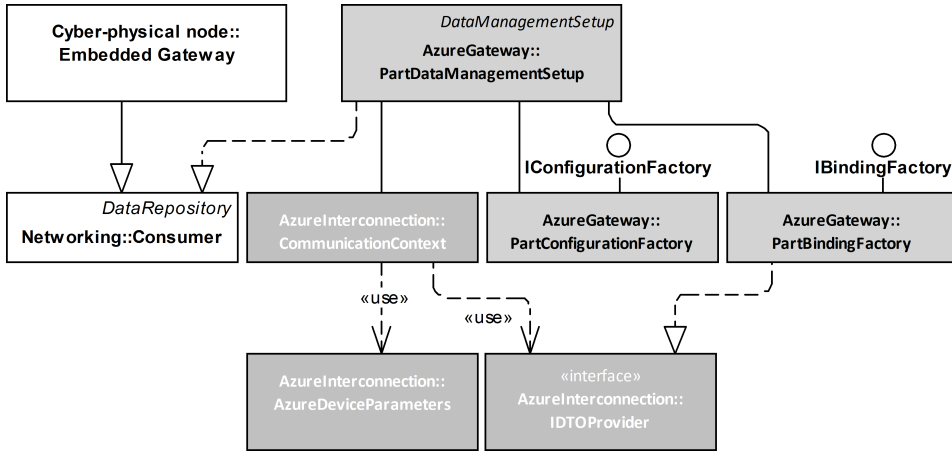 Cyber-physical node::
Embedded Gateway
DataManagementSetup
AzureGateway::
PartDataManagementSetup
IConfigurationFactory
IBindingFactory
DataRepository
Networking::Consumer
AzureInterconnection::
CommunicationContext
AzureGateway::
PartConfigurationFactory
AzureGateway::
PartBindingFactory
«use»
«use»
AzureInterconnection::
AzureDeviceParameters
«interface»
AzureInterconnection::
IDTOProvider